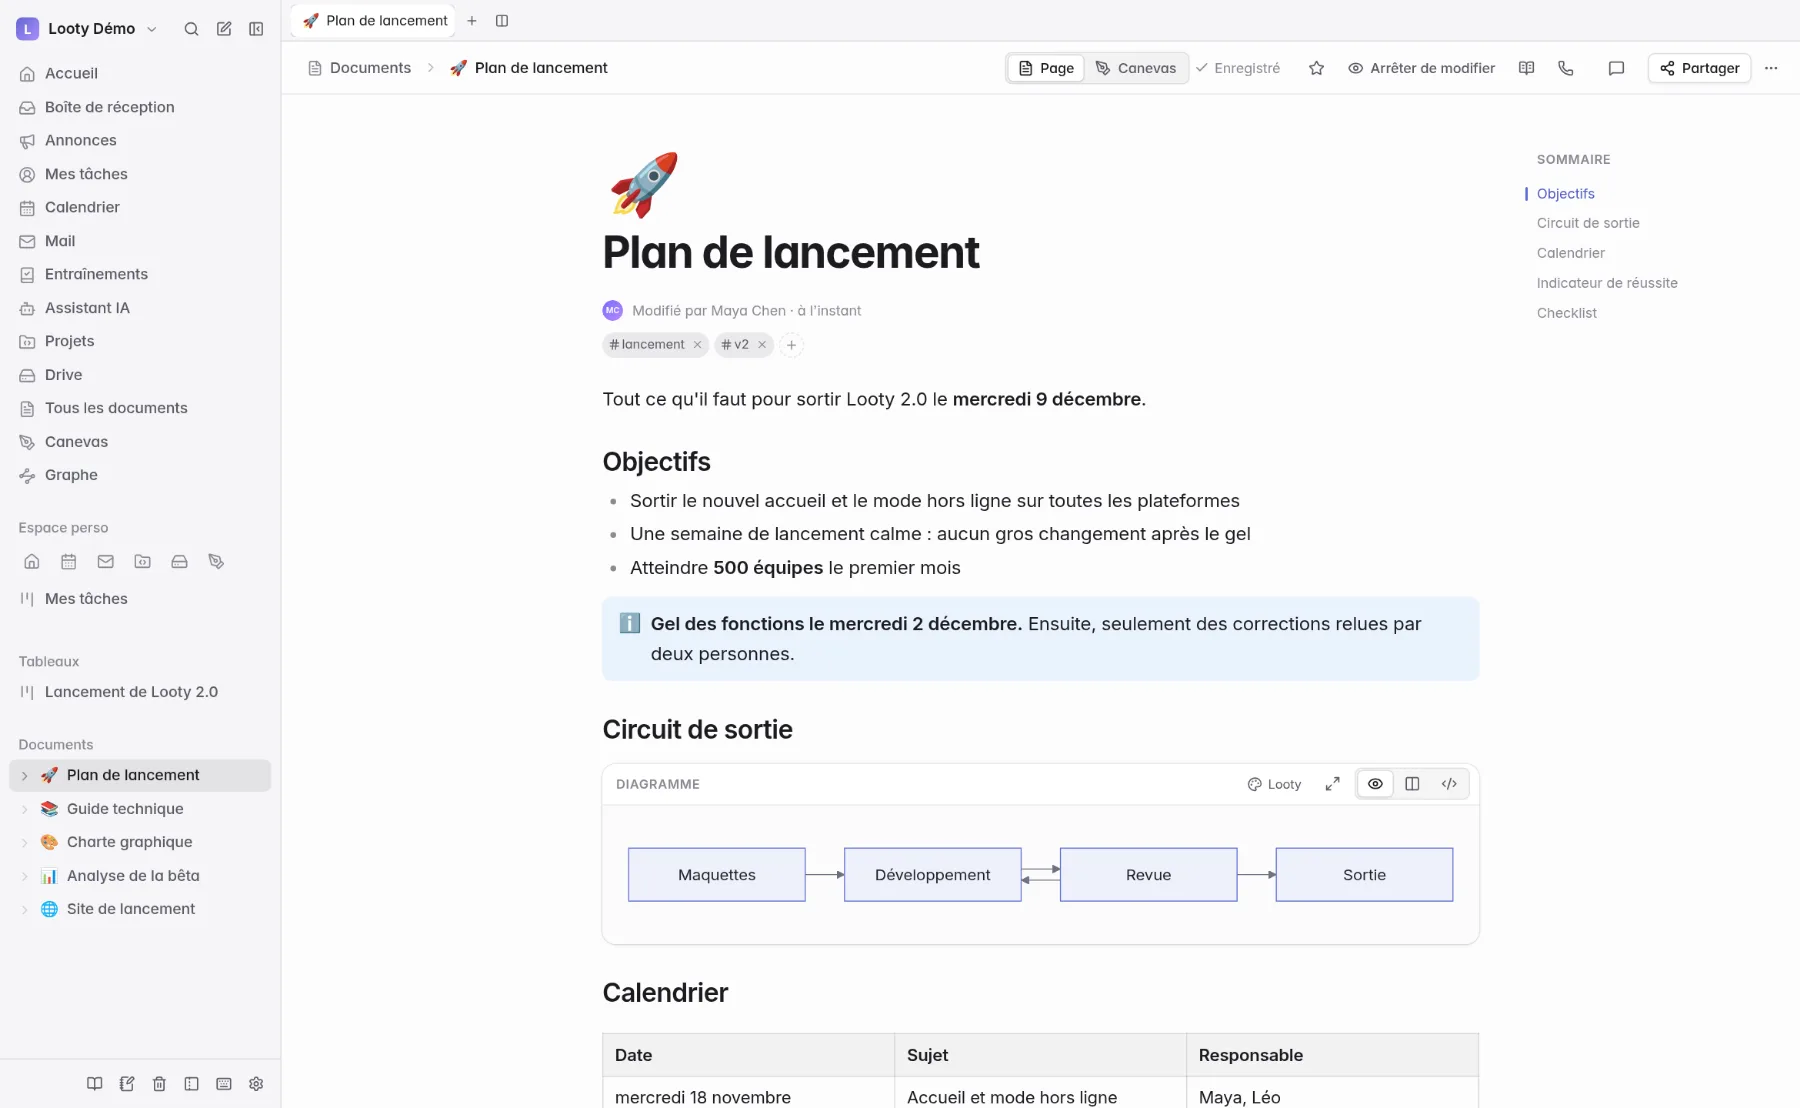 L Looty Démo
Accueil
Boîte de réception
Annonces
Mes tâches
Calendrier
Mail
Entraînements
Assistant IA
Projets
Drive
Tous les documents
Canevas
Graphe
Espace perso
Mes tâches
Tableaux
Lancement de Looty 2.0
Documents
Plan de lancement
Guide technique
Charte graphique
Analyse de la bêta
Site de lancement
Plan de lancement
Documents > Plan de lancement
Page Canevas Enregistré Arrêter de modifier Partager
Plan de lancement
MC Modifié par Maya Chen · à l'instant
#lancement #v2
Tout ce qu'il faut pour sortir Looty 2.0 le mercredi 9 décembre.
Objectifs
Sortir le nouvel accueil et le mode hors ligne sur toutes les plateformes
Une semaine de lancement calme : aucun gros changement après le gel
Atteindre 500 équipes le premier mois
Gel des fonctions le mercredi 2 décembre. Ensuite, seulement des corrections relues par
deux personnes.
Circuit de sortie
DIAGRAMME Looty
Maquettes Développement Revue Sortie
Calendrier
Date Sujet Responsable
mercredi 18 novembre Accueil et mode hors ligne Maya, Léo
SOMMAIRE
Objectifs
Circuit de sortie
Calendrier
Indicateur de réussite
Checklist